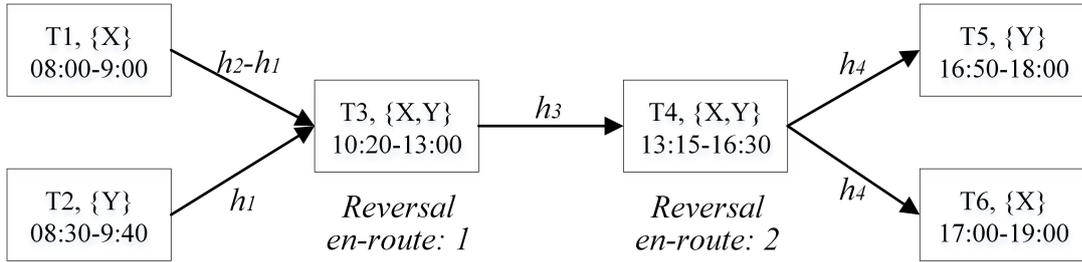 T1, {X}
08:00-9:00
T2, {Y}
08:30-9:40
h2-h1
h1
T3, {X,Y}
10:20-13:00
Reversal
en-route: 1
h3
T4, {X,Y}
13:15-16:30
Reversal
en-route: 2
h4
h4
T5, {Y}
16:50-18:00
T6, {X}
17:00-19:00